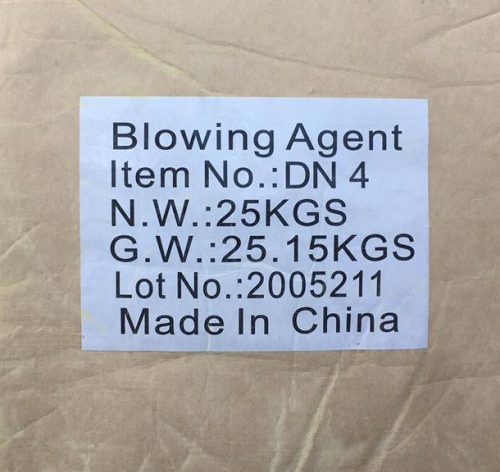 Blowing Agent
Item No.:DN 4
N.W.:25KGS
G.W.:25.15KGS
Lot No.:2005211
Made In China